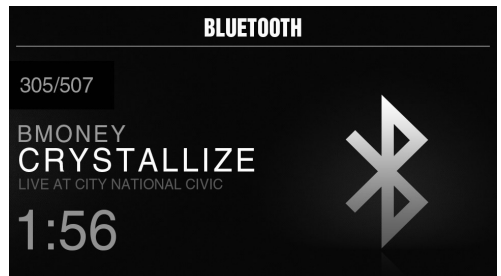 BLUETOOTH
305/507
BMONEY
CRYSTALLIZE
LIVE AT CITY NATIONAL CIVIC
1:56